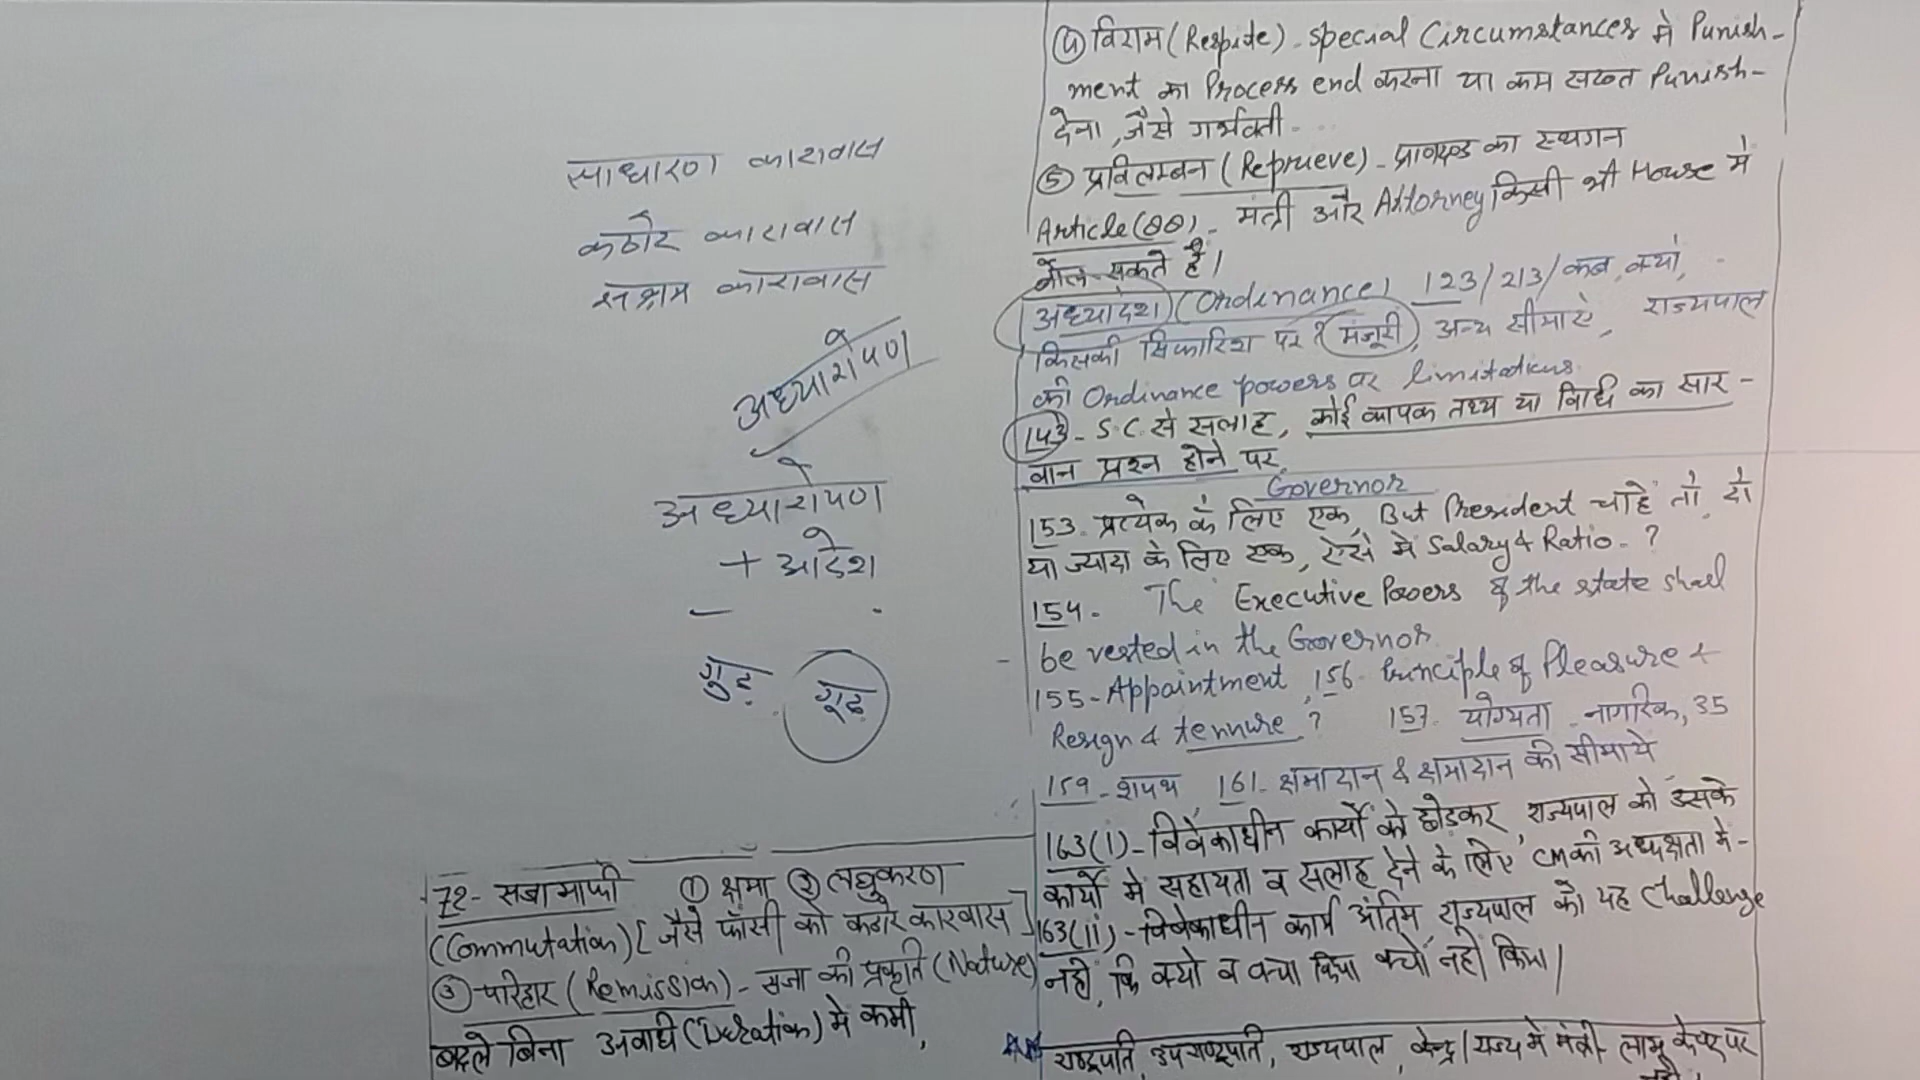 साधारण कारावास
कठोर कारावास
सश्रम कारावास
अध्यारोपण
अध्यारोपण
+ आदेश
गुढ़ गूढ़
72- सजा माफी ① क्षमा ② लघुकरण
(Commutation) [जैसे फाँसी को कठोर कारवास]
③ परिहार (Remission) - सजा की प्रकृति (Nature)
बदले बिना अवधि (Duration) मे कमी,
④ विराम (Respite) - special Circumstances मे Punish-
ment का Process end करना या कम सख्त Punish-
देना, जैसे गर्भवती -
⑤ प्रविलम्बन (Reprieve) - प्राणदण्ड का स्थगन
Article (88) - मंत्री और Attorney किसी भी House मे
बोल सकते हैं।
अध्यादेश (Ordinance) 123/213/कब, क्यो,
किसकी सिफारिश पर ? मंजूरी, अन्य सीमाऐं, राज्यपाल
की Ordinance powers पर limitations
143 - S.C. से सलाह, कोई व्यापक तथ्य या विधि का सार-
वान प्रश्न होने पर,
Governor
153. प्रत्येक के लिए एक, But President चाहे तो दो
या ज्यादा के लिए एक, ऐसे मे Salary & Ratio - ?
154- The Executive Powers of the state shall
be vested in the Governor
155- Appointment, 156- Principle of Pleasure +
Resign & tennure ? 157. योग्यता - नागरिक, 35
159- शपथ, 161- क्षमादान & क्षमादान की सीमाये
163(I)- विवेकाधीन कार्यों को छोडकर, राज्यपाल को उसके
कार्यो मे सहायता व सलाह देने के लिए CM की अध्यक्षता मे-
163(ii)- विवेकाधीन कार्य अंतिम, राज्यपाल को यह Challenge
नही, कि क्यो व क्या किया क्यों नही किया।
राष्ट्रपति, उपराष्ट्रपति, राज्यपाल, केन्द्र/राज्य मे मंत्री- लाभ के पद पर
नही।